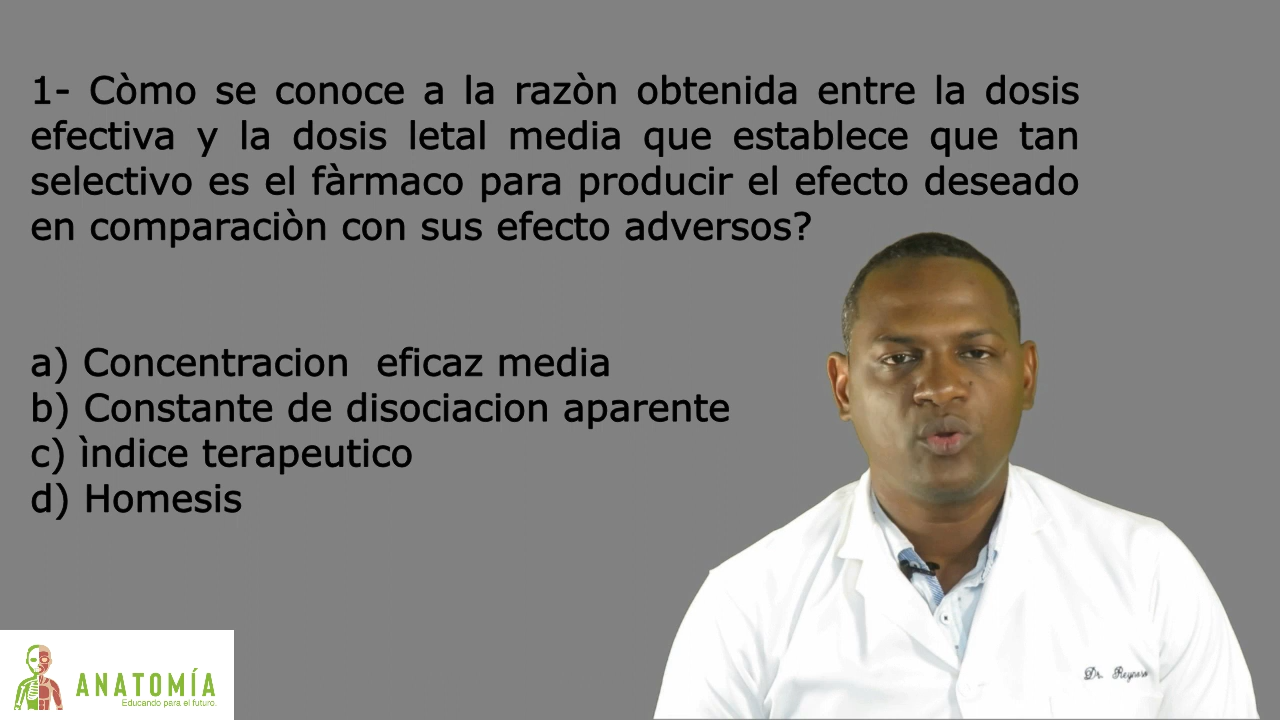 1- Còmo se conoce a la razòn obtenida entre la dosis
efectiva y la dosis letal media que establece que tan
selectivo es el fàrmaco para producir el efecto deseado
en comparaciòn con sus efecto adversos?
a) Concentracion eficaz media
b) Constante de disociacion aparente
c) ìndice terapeutico
d) Homesis
Dr. Reynoso
ANATOMÍA
Educando para el futuro.